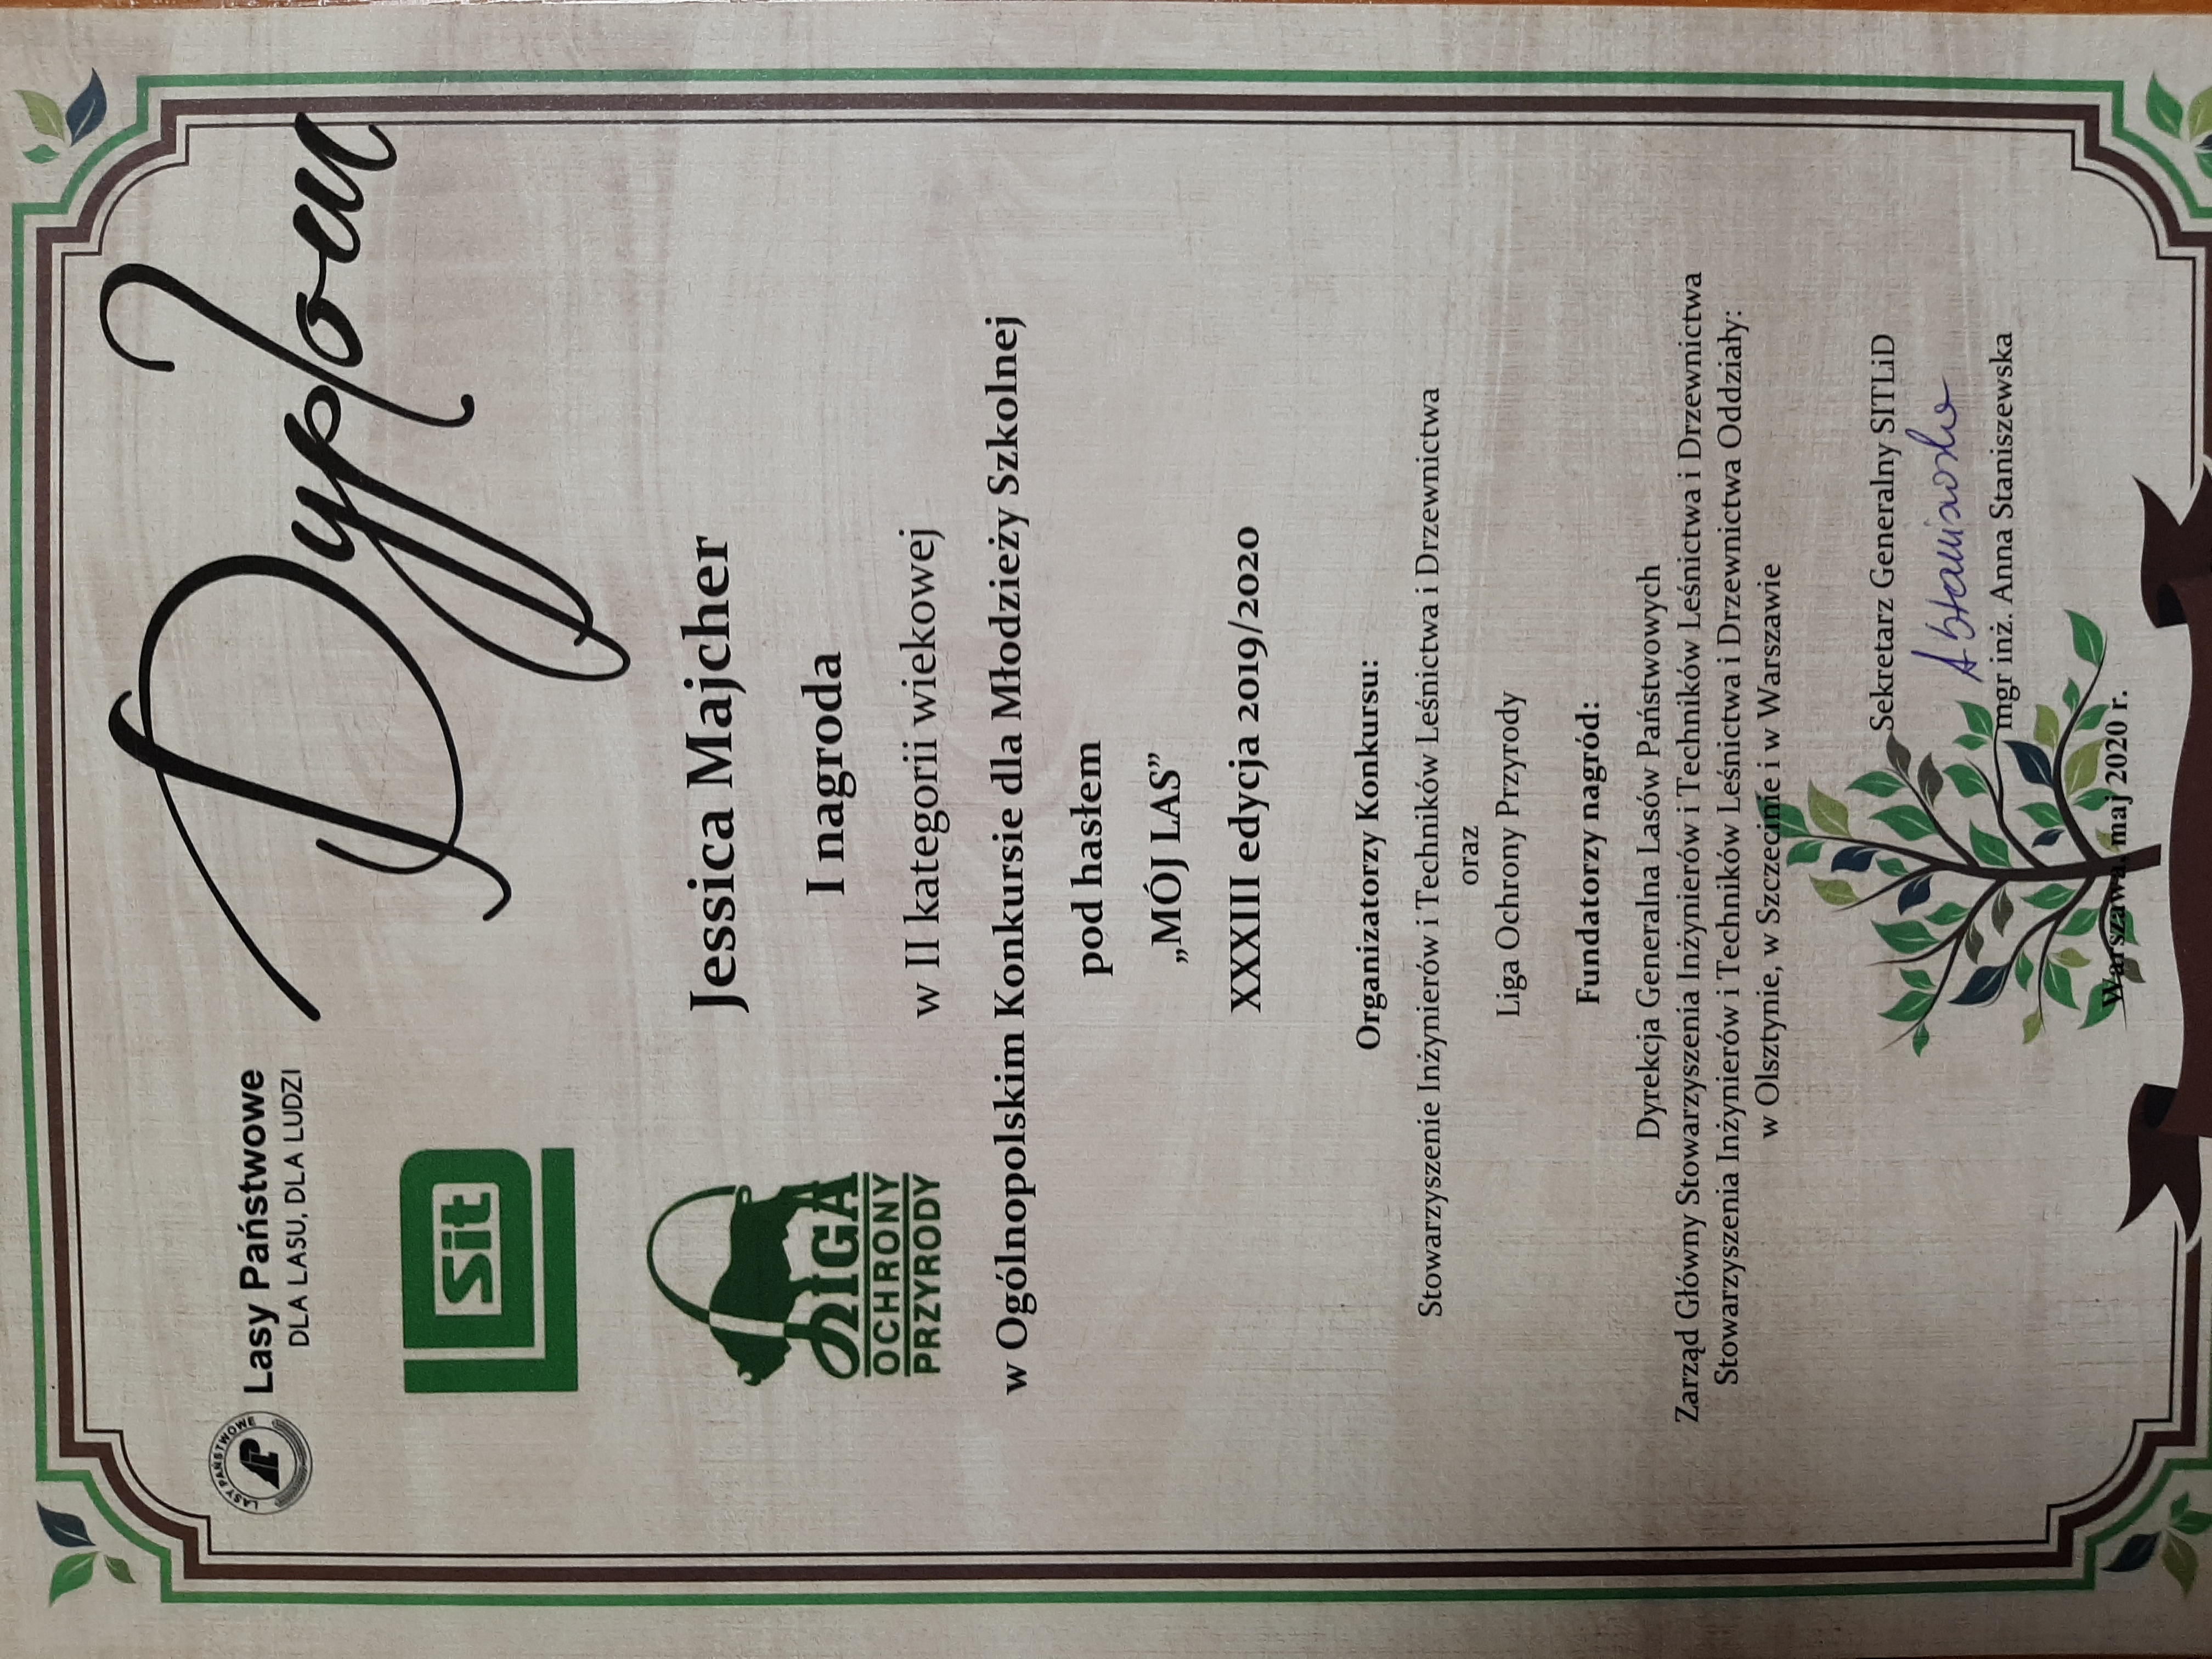 LASY PAŃSTWOWE
Lasy Państwowe
DLA LASU, DLA LUDZI
Dyplom
Sit
LIGA
OCHRONY
PRZYRODY
Jessica Majcher
I nagroda
w II kategorii wiekowej
w Ogólnopolskim Konkursie dla Młodzieży Szkolnej
pod hasłem
„MÓJ LAS”
XXXIII edycja 2019/2020
Organizatorzy Konkursu:
Stowarzyszenie Inżynierów i Techników Leśnictwa i Drzewnictwa
oraz
Liga Ochrony Przyrody
Fundatorzy nagród:
Dyrekcja Generalna Lasów Państwowych
Zarząd Główny Stowarzyszenia Inżynierów i Techników Leśnictwa i Drzewnictwa
Stowarzyszenia Inżynierów i Techników Leśnictwa i Drzewnictwa Oddziały:
w Olsztynie, w Szczecinie i w Warszawie
Sekretarz Generalny SITLiD
A Staniszewska
mgr inż. Anna Staniszewska
Warszawa, maj 2020 r.